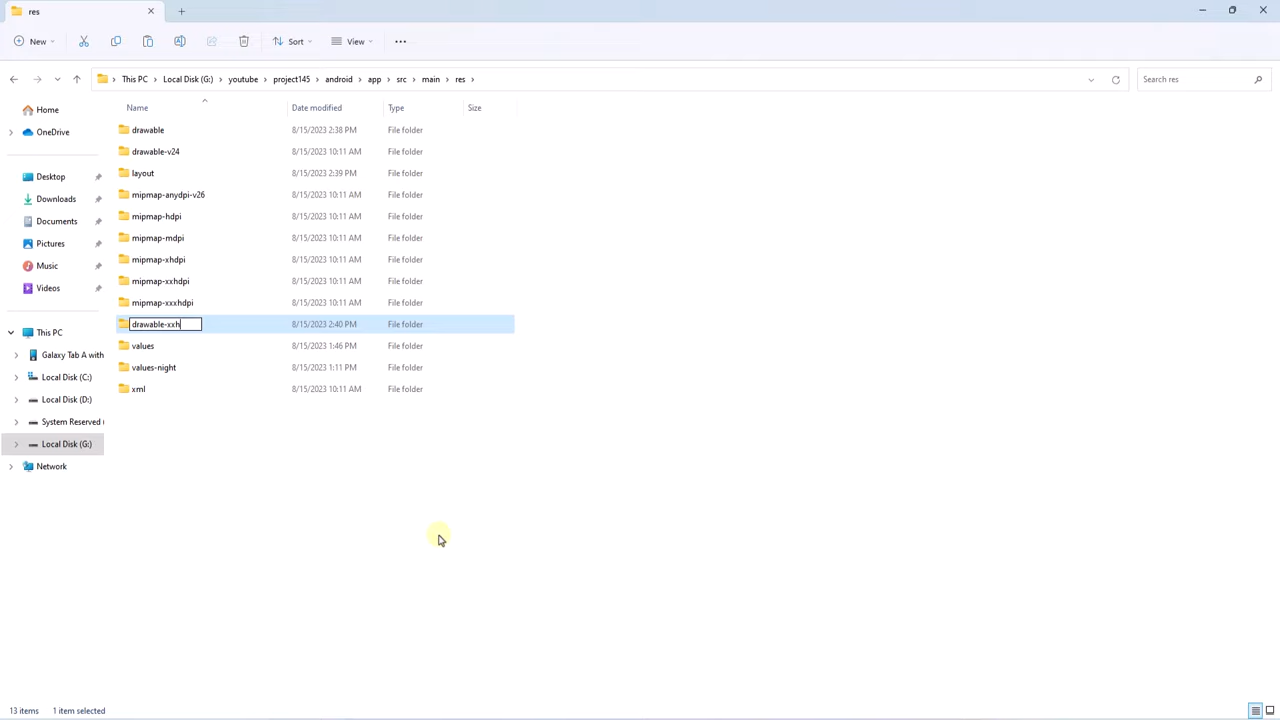 res
New
Sort
View
This PC > Local Disk (G:) > youtube > project145 > android > app > src > main > res >
Search res
Home
OneDrive
Desktop
Downloads
Documents
Pictures
Music
Videos
This PC
Galaxy Tab A with
Local Disk (C:)
Local Disk (D:)
System Reserved (
Local Disk (G:)
Network
Name Date modified Type Size
drawable 8/15/2023 2:38 PM File folder
drawable-v24 8/15/2023 10:11 AM File folder
layout 8/15/2023 2:39 PM File folder
mipmap-anydpi-v26 8/15/2023 10:11 AM File folder
mipmap-hdpi 8/15/2023 10:11 AM File folder
mipmap-mdpi 8/15/2023 10:11 AM File folder
mipmap-xhdpi 8/15/2023 10:11 AM File folder
mipmap-xxhdpi 8/15/2023 10:11 AM File folder
mipmap-xxxhdpi 8/15/2023 10:11 AM File folder
drawable-xxh 8/15/2023 2:40 PM File folder
values 8/15/2023 1:46 PM File folder
values-night 8/15/2023 1:11 PM File folder
xml 8/15/2023 10:11 AM File folder
13 items 1 item selected